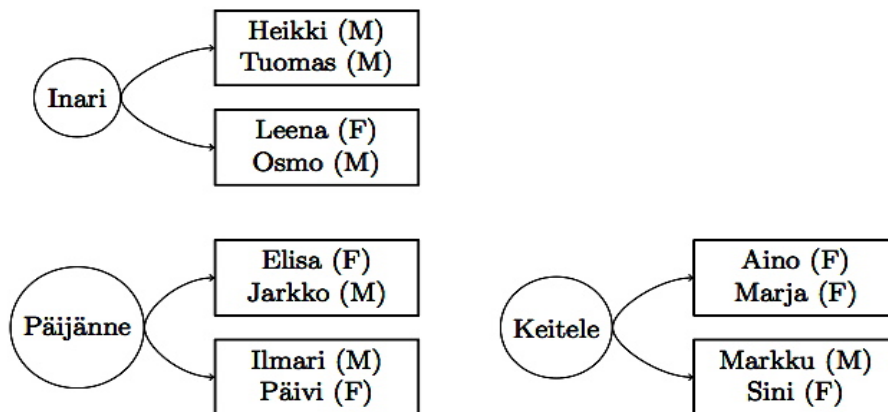 Inari
Heikki (M)
Tuomas (M)
Leena (F)
Osmo (M)
Päijänne
Elisa (F)
Jarkko (M)
Ilmari (M)
Päivi (F)
Keitele
Aino (F)
Marja (F)
Markku (M)
Sini (F)